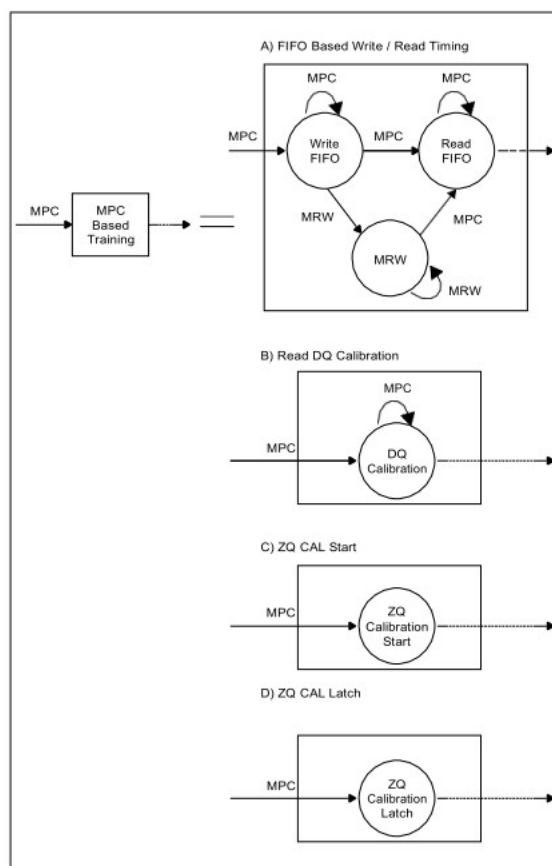 A) FIFO Based Write / Read Timing
MPC
MPC
MPC
Write
FIFO
MPC
Read
FIFO
MPC
MPC
Based
Training
MRW
MPC
MRW
MRW
B) Read DQ Calibration
MPC
MPC
DQ
Calibration
C) ZQ CAL Start
MPC
ZQ
Calibration
Start
D) ZQ CAL Latch
MPC
ZQ
Calibration
Latch